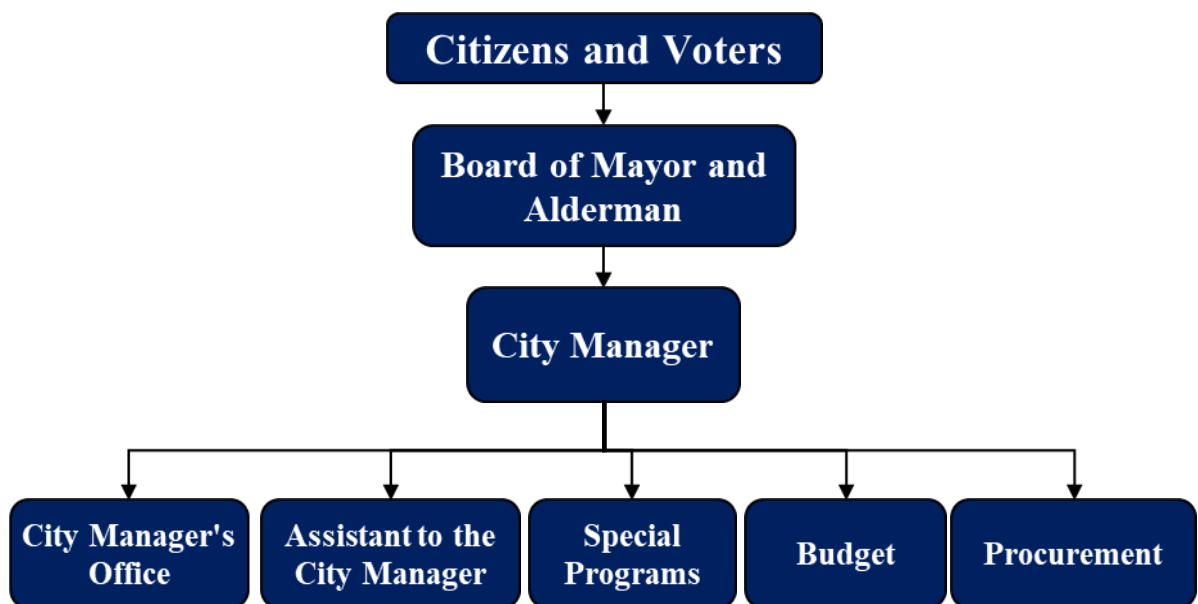 Citizens and Voters
Board of Mayor and
Alderman
City Manager
City Manager's
Office
Assistant to the
City Manager
Special
Programs
Budget
Procurement